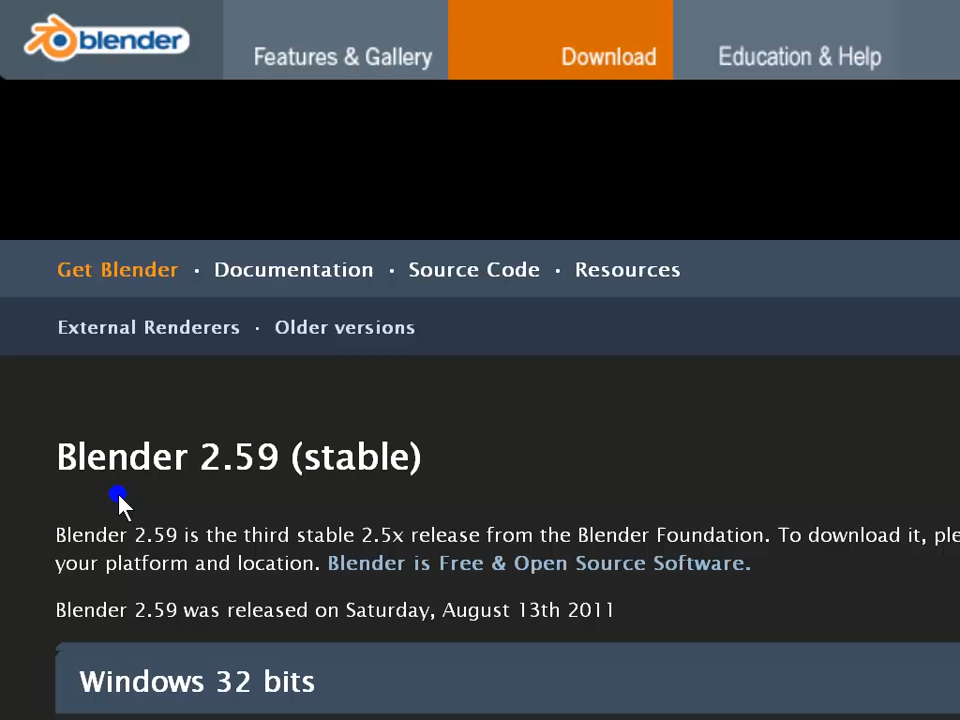 blender
Features & Gallery
Download
Education & Help
Get Blender · Documentation · Source Code · Resources
External Renderers · Older versions
Blender 2.59 (stable)
Blender 2.59 is the third stable 2.5x release from the Blender Foundation. To download it,
your platform and location. Blender is Free & Open Source Software.
Blender 2.59 was released on Saturday, August 13th 2011
Windows 32 bits